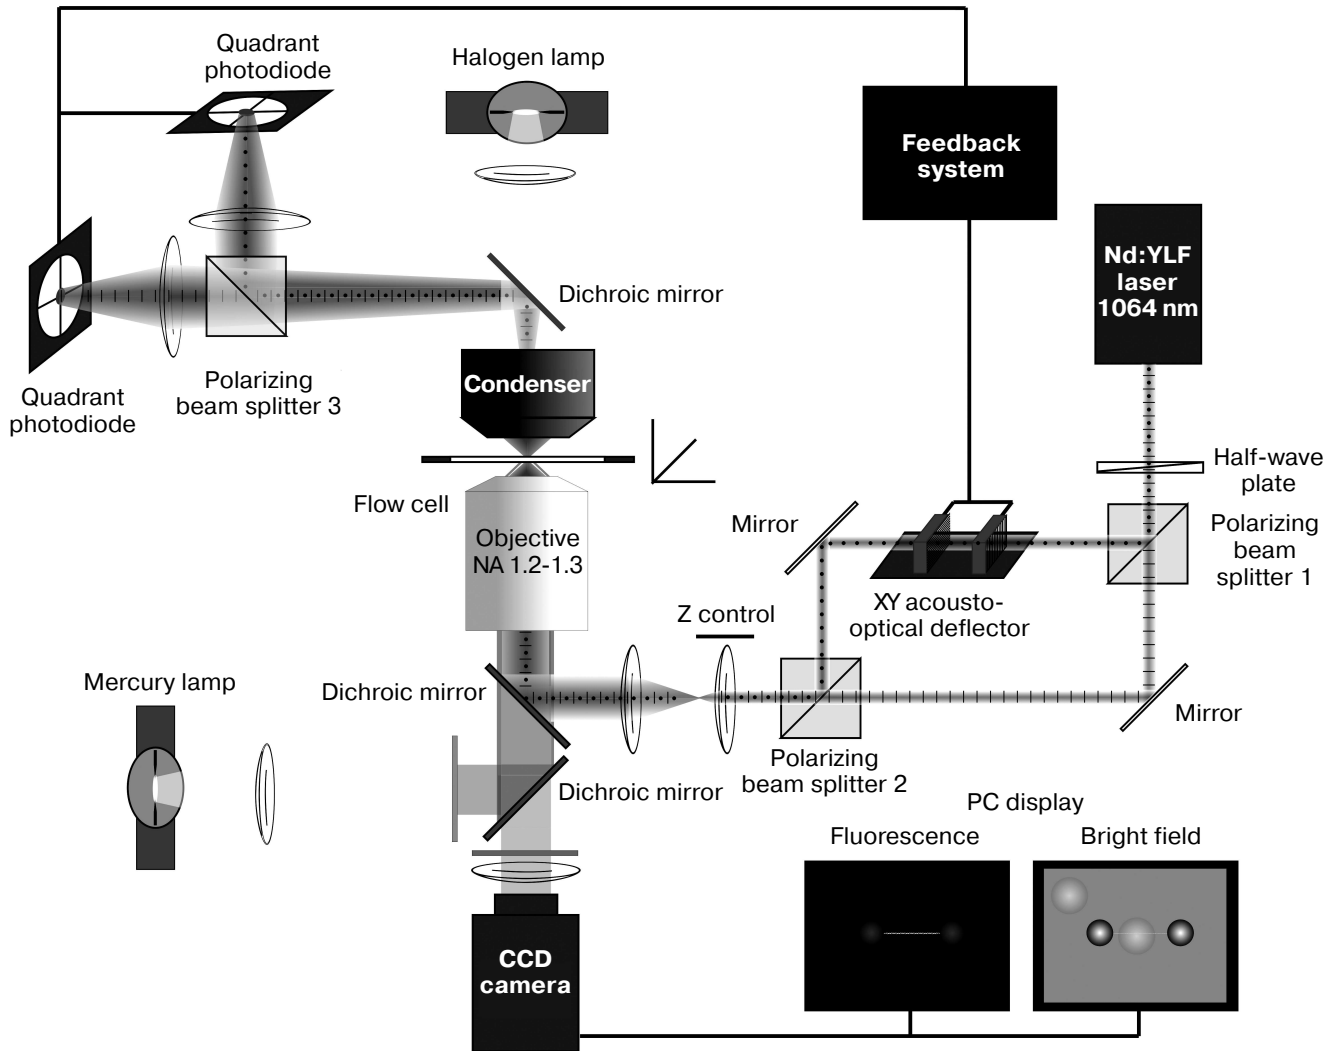 Quadrant
photodiode
Halogen lamp
Feedback
system
Nd:YLF
laser
1064 nm
Dichroic mirror
Quadrant
photodiode
Polarizing
beam splitter 3
Condenser
Flow cell
Objective
NA 1.2-1.3
Half-wave
plate
Mirror
Polarizing
beam
splitter 1
XY acousto-
optical deflector
Z control
Mercury lamp
Dichroic mirror
Mirror
Polarizing
beam splitter 2
Dichroic mirror
PC display
Fluorescence
Bright field
CCD
camera